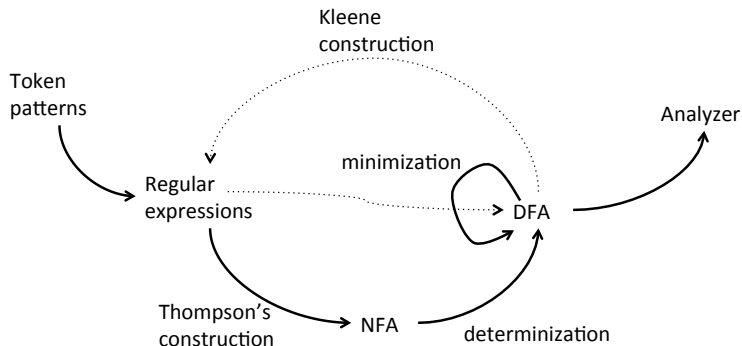 Kleene
construction
Token
patterns
Analyzer
minimization
Regular
expressions
DFA
Thompson's
construction
NFA
determinization